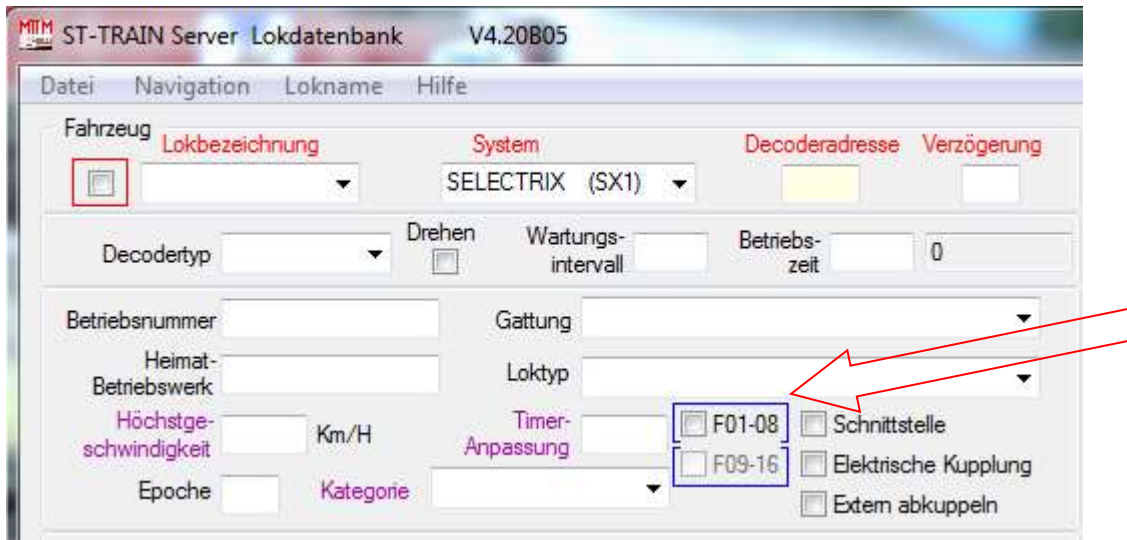 MTTM ST-TRAIN Server Lokdatenbank V4.20B05
Datei Navigation Lokname Hilfe
Fahrzeug
Lokbezeichnung System Decoderadresse Verzögerung
SELECTRIX (SX1)
Decodertyp Drehen Wartungs-
intervall Betriebs-
zeit 0
Betriebsnummer Gattung
Heimat-
Betriebswerk Loktyp
Höchstge-
schwindigkeit Km/H Timer-
Anpassung F01-08 Schnittstelle
F09-16 Elektrische Kupplung
Epoche Kategorie Extern abkuppeln